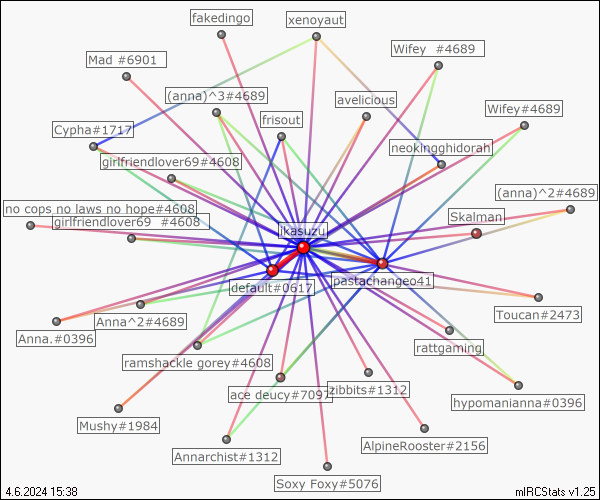 fakedingo
xenoyaut
Wifey  #4689
Mad #6901
(anna)^3#4689
avelicious
Wifey#4689
frisout
Cypha#1717
neokingghidorah
girlfriendlover69#4608
(anna)^2#4689
no cops no laws no hope#4608
Skalman
girlfriendlover69  #4608
ikasuzu
pastachangeo41
default#0617
Toucan#2473
Anna^2#4689
Anna.#0396
rattgaming
ramshackle gorey#4608
zibbits#1312
ace deucy#7097
hypomanianna#0396
Mushy#1984
AlpineRooster#2156
Annarchist#1312
Soxy Foxy#5076
4.6.2024 15:38
mIRCStats v1.25